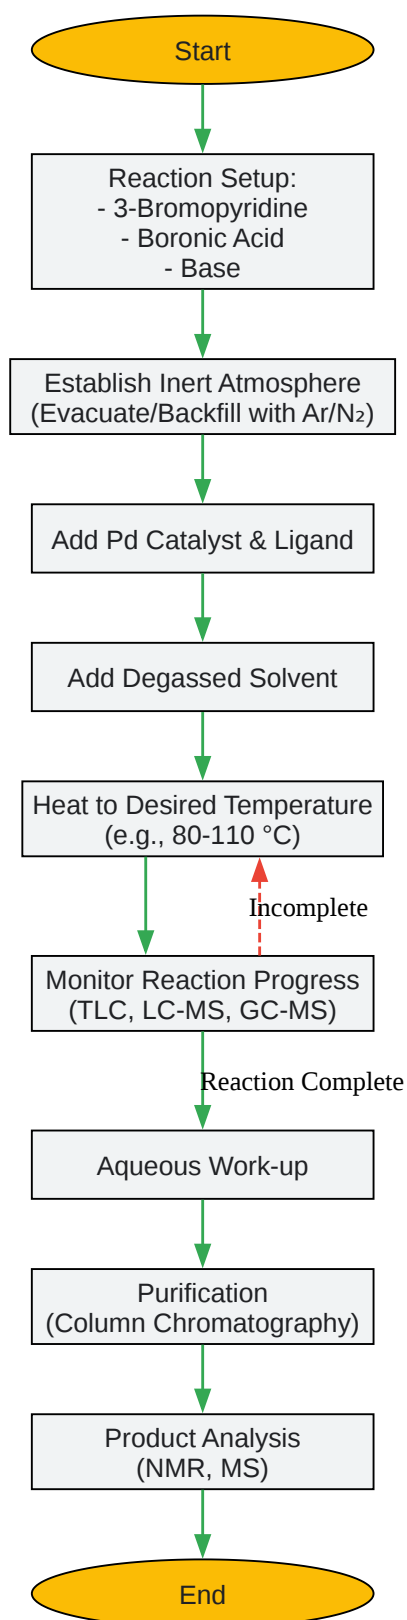 Start
Reaction Setup:
- 3-Bromopyridine
- Boronic Acid
- Base
Establish Inert Atmosphere
(Evacuate/Backfill with Ar/N₂)
Add Pd Catalyst & Ligand
Add Degassed Solvent
Heat to Desired Temperature
(e.g., 80-110 °C)
Incomplete
Monitor Reaction Progress
(TLC, LC-MS, GC-MS)
Reaction Complete
Aqueous Work-up
Purification
(Column Chromatography)
Product Analysis
(NMR, MS)
End